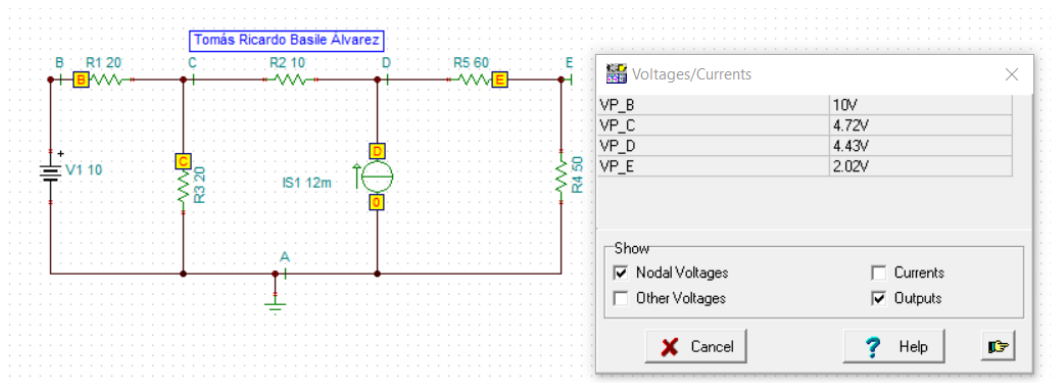 Tomás Ricardo Basile Álvarez
B R1 20 C R2 10 D R5 60 E
B E
+
V1 10
C
R3 20
D
IS1 12m
0
R4 50
A
Voltages/Currents
VP_B 10V
VP_C 4.72V
VP_D 4.43V
VP_E 2.02V
Show
Nodal Voltages Currents
Other Voltages Outputs
Cancel ? Help